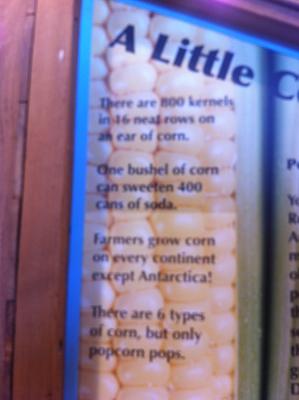 A Little
There are 800 kernels
in 16 neat rows on
an ear of corn.
One bushel of corn
can sweeten 400
cans of soda.
Farmers grow corn
on every continent
except Antarctica!
There are 6 types
of corn, but only
popcorn pops.